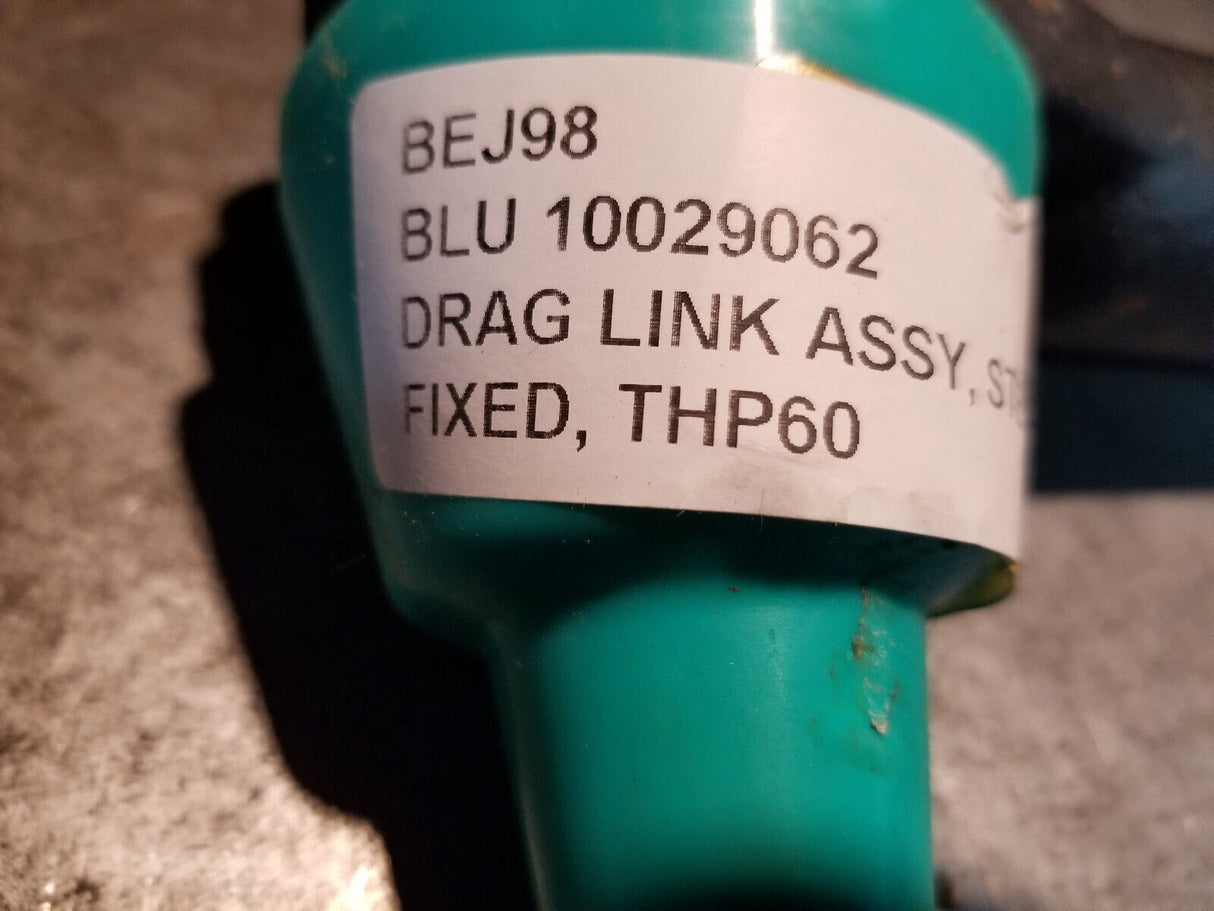 BEJ98
BLU 10029062
DRAG LINK ASSY,
FIXED, THP60